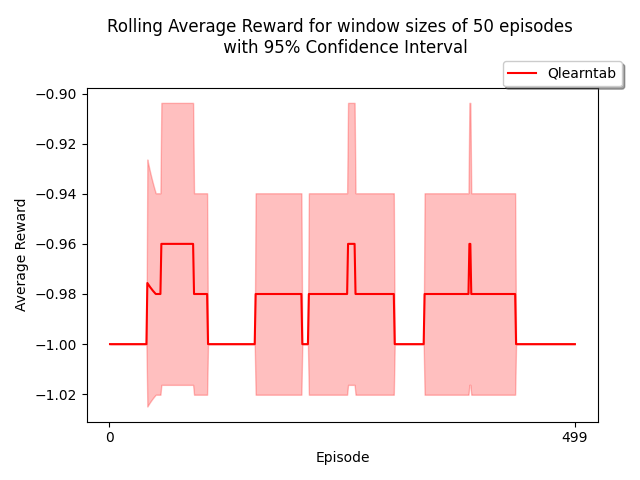 Rolling Average Reward for window sizes of 50 episodes
with 95% Confidence Interval
Qlearntab
−0.90
−0.92
−0.94
−0.96
−0.98
−1.00
−1.02
Average Reward
0
499
Episode